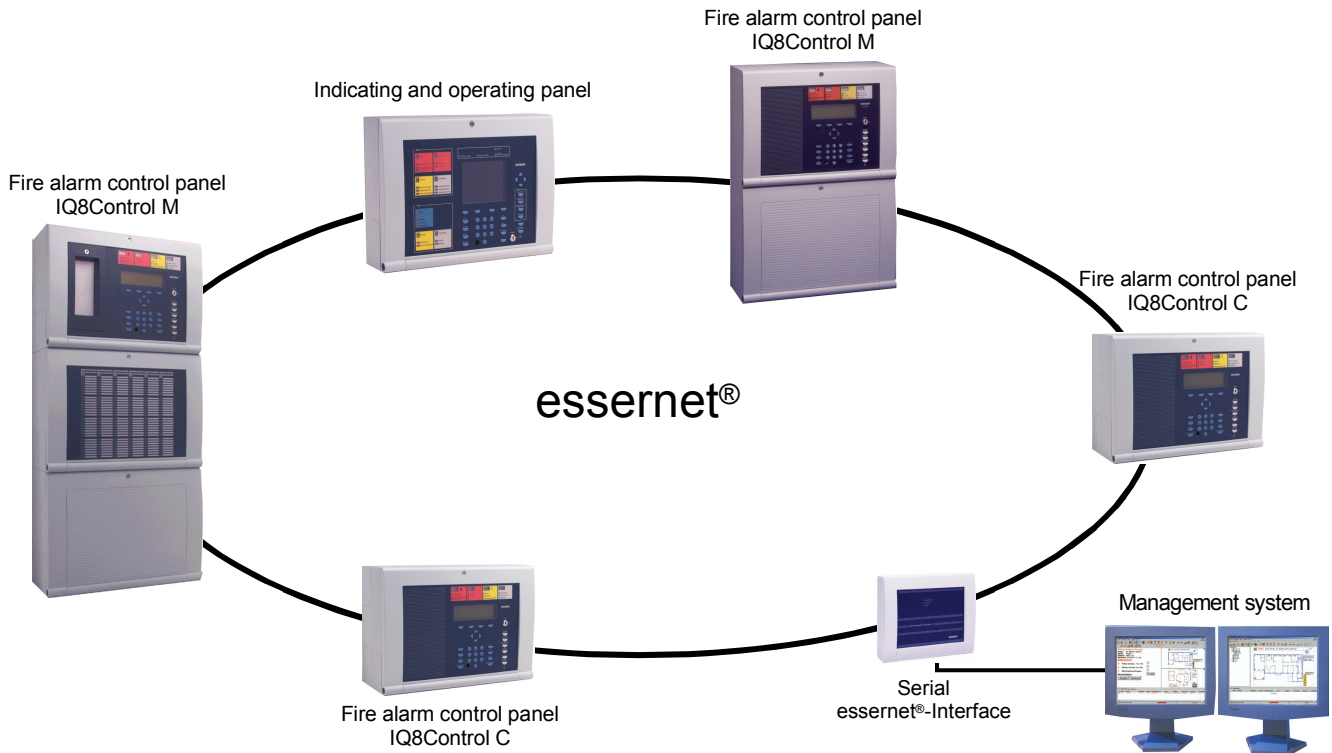 Fire alarm control panel
IQ8Control M
Indicating and operating panel
Fire alarm control panel
IQ8Control M
Fire alarm control panel
IQ8Control C
essernet®
Management system
Serial
essernet®-Interface
Fire alarm control panel
IQ8Control C